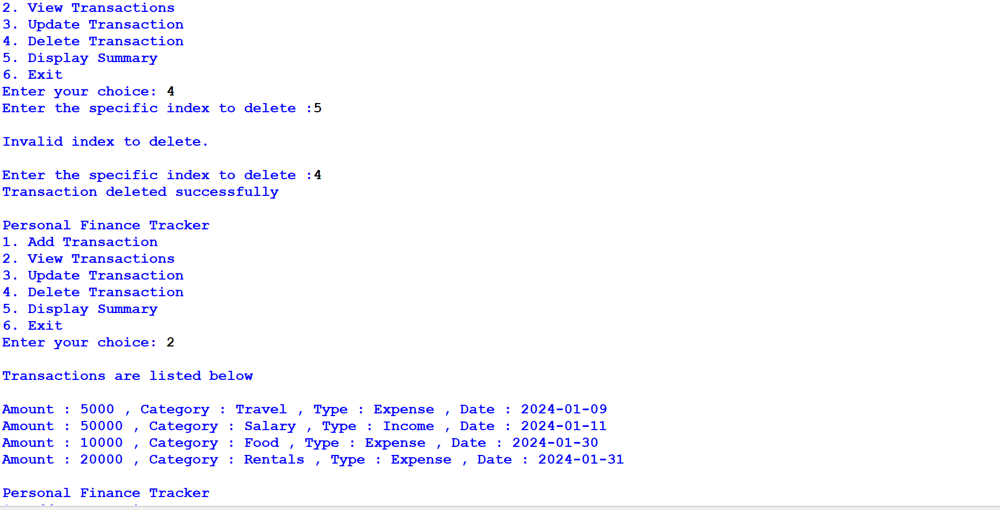 2. View Transactions
3. Update Transaction
4. Delete Transaction
5. Display Summary
6. Exit
Enter your choice: 4
Enter the specific index to delete :5
Invalid index to delete.
Enter the specific index to delete :4
Transaction deleted successfully
Personal Finance Tracker
1. Add Transaction
2. View Transactions
3. Update Transaction
4. Delete Transaction
5. Display Summary
6. Exit
Enter your choice: 2
Transactions are listed below
Amount : 5000 , Category : Travel , Type : Expense , Date : 2024-01-09
Amount : 50000 , Category : Salary , Type : Income , Date : 2024-01-11
Amount : 10000 , Category : Food , Type : Expense , Date : 2024-01-30
Amount : 20000 , Category : Rentals , Type : Expense , Date : 2024-01-31
Personal Finance Tracker